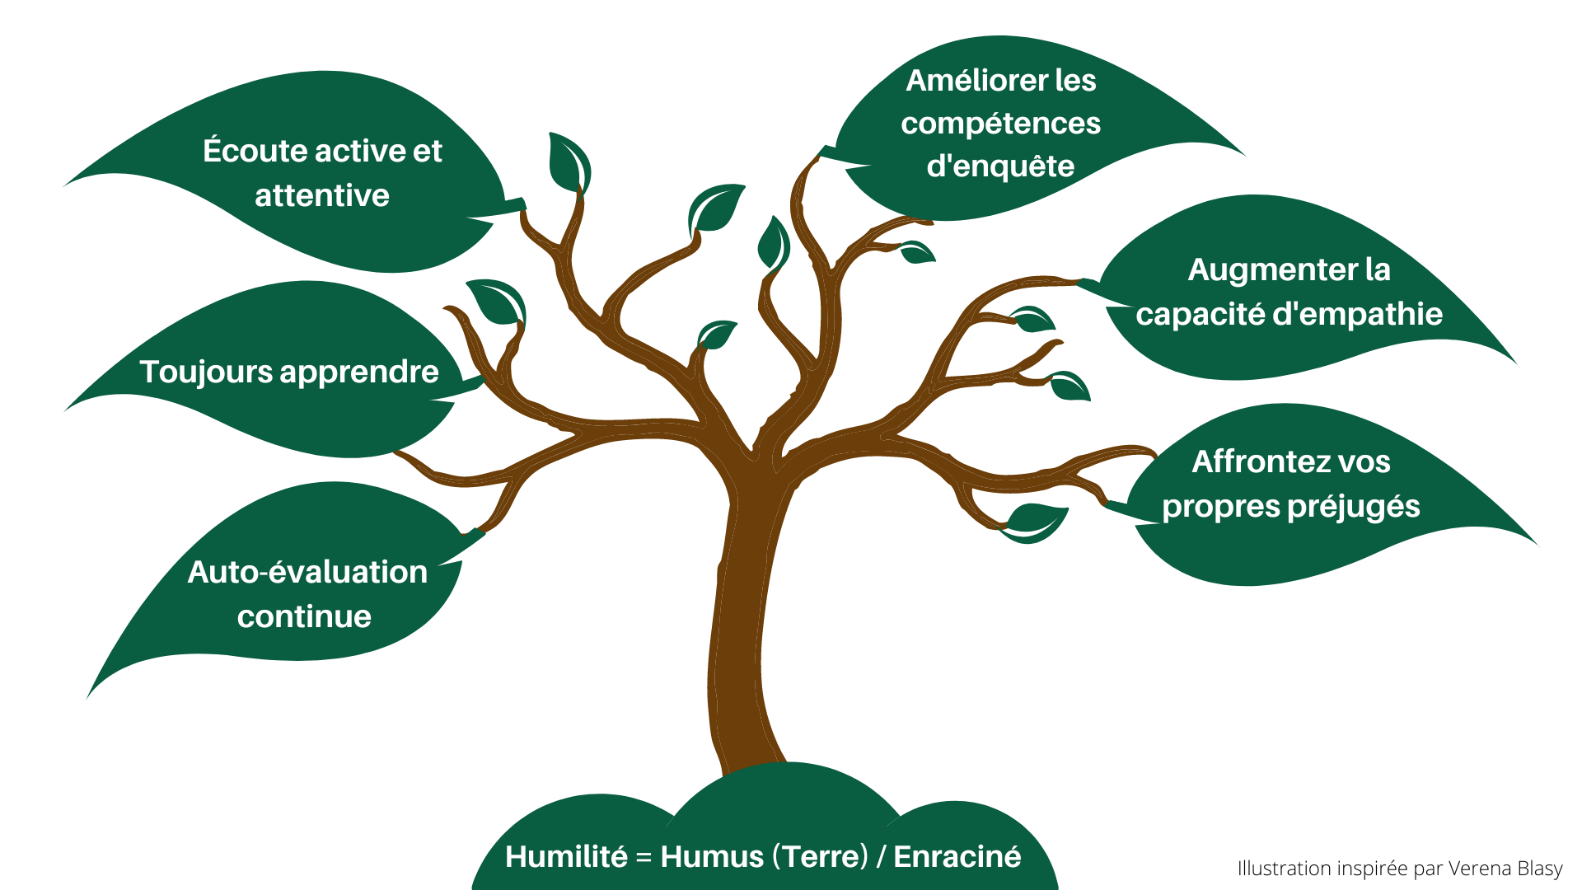 Écoute active et
attentive
Toujours apprendre
Auto-évaluation
continue
Améliorer les
compétences
d'enquête
Augmenter la
capacité d'empathie
Affrontez vos
propres préjugés
Humilité = Humus (Terre) / Enraciné
Illustration inspirée par Verena Blasy